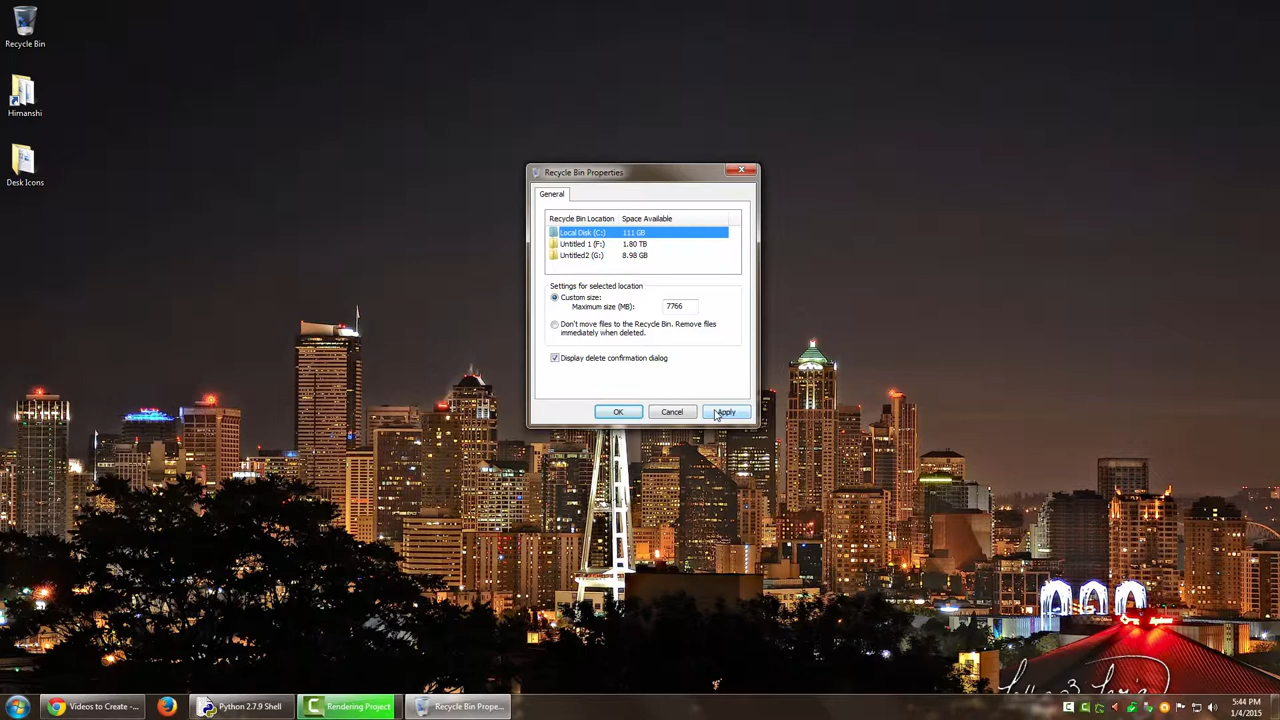 Recycle Bin
Himanshi
Desk Icons
Recycle Bin Properties
General
Recycle Bin Location Space Available
Local Disk (C:) 111 GB
Untitled 1 (F:) 1.80 TB
Untitled2 (G:) 8.98 GB
Settings for selected location
Custom size:
Maximum size (MB): 7766
Don't move files to the Recycle Bin. Remove files
immediately when deleted.
Display delete confirmation dialog
OK Cancel Apply
Videos to Create -... Python 2.7.9 Shell Rendering Project Recycle Bin Prope...
5:44 PM
1/4/2015